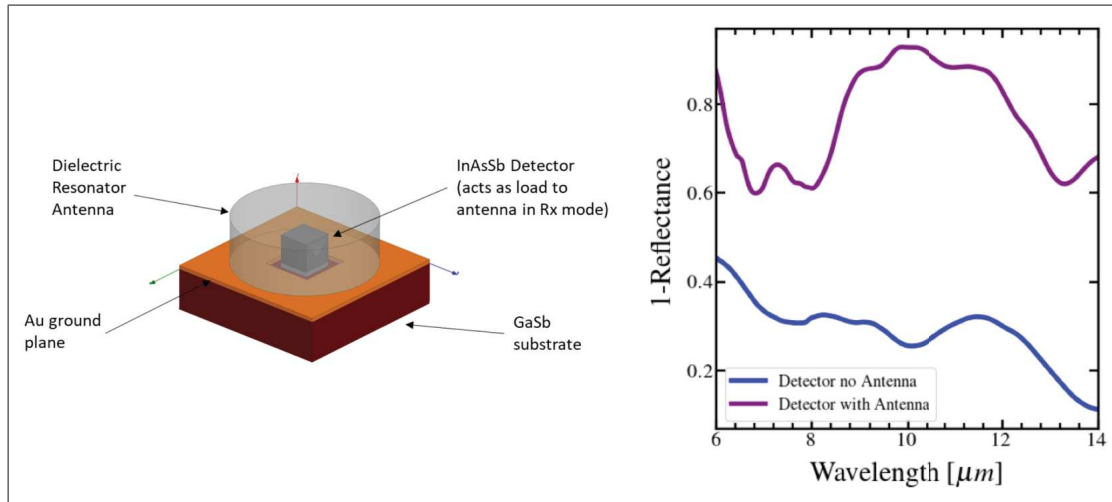 Dielectric
Resonator
Antenna
InAsSb Detector
(acts as load to
antenna in Rx mode)
Au ground
plane
GaSb
substrate
1-Reflectance
0.8
0.6
0.4
0.2
Detector no Antenna
Detector with Antenna
6 8 10 12 14
Wavelength [μm]